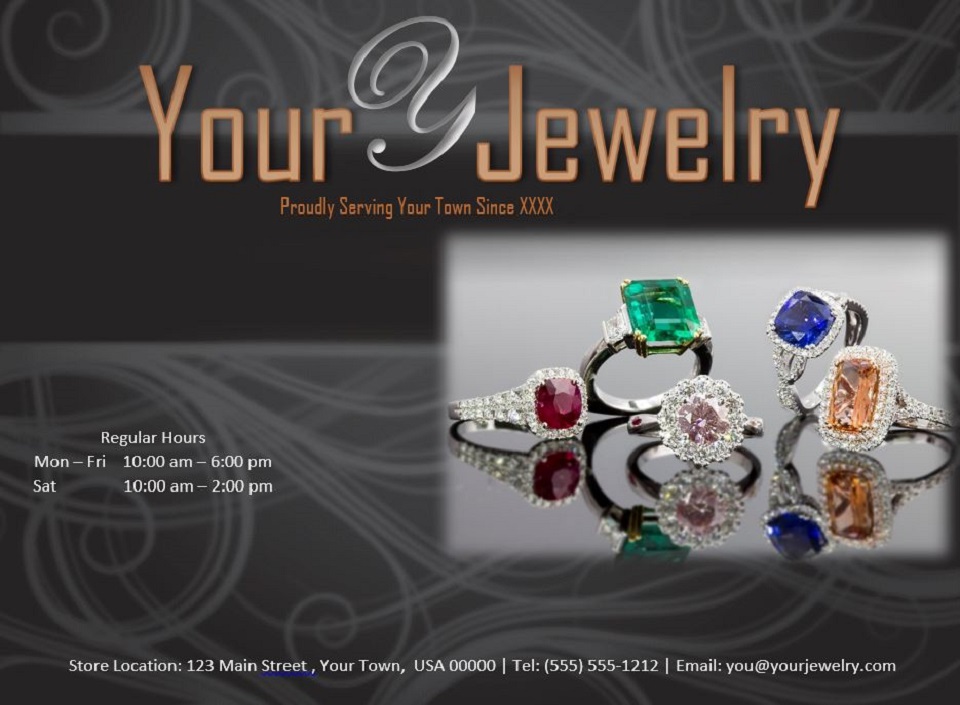 Your Y Jewelry
Proudly Serving Your Town Since XXXX
Regular Hours
Mon – Fri 10:00 am – 6:00 pm
Sat 10:00 am – 2:00 pm
Store Location: 123 Main Street , Your Town, USA 00000 | Tel: (555) 555-1212 | Email: you@yourjewelry.com